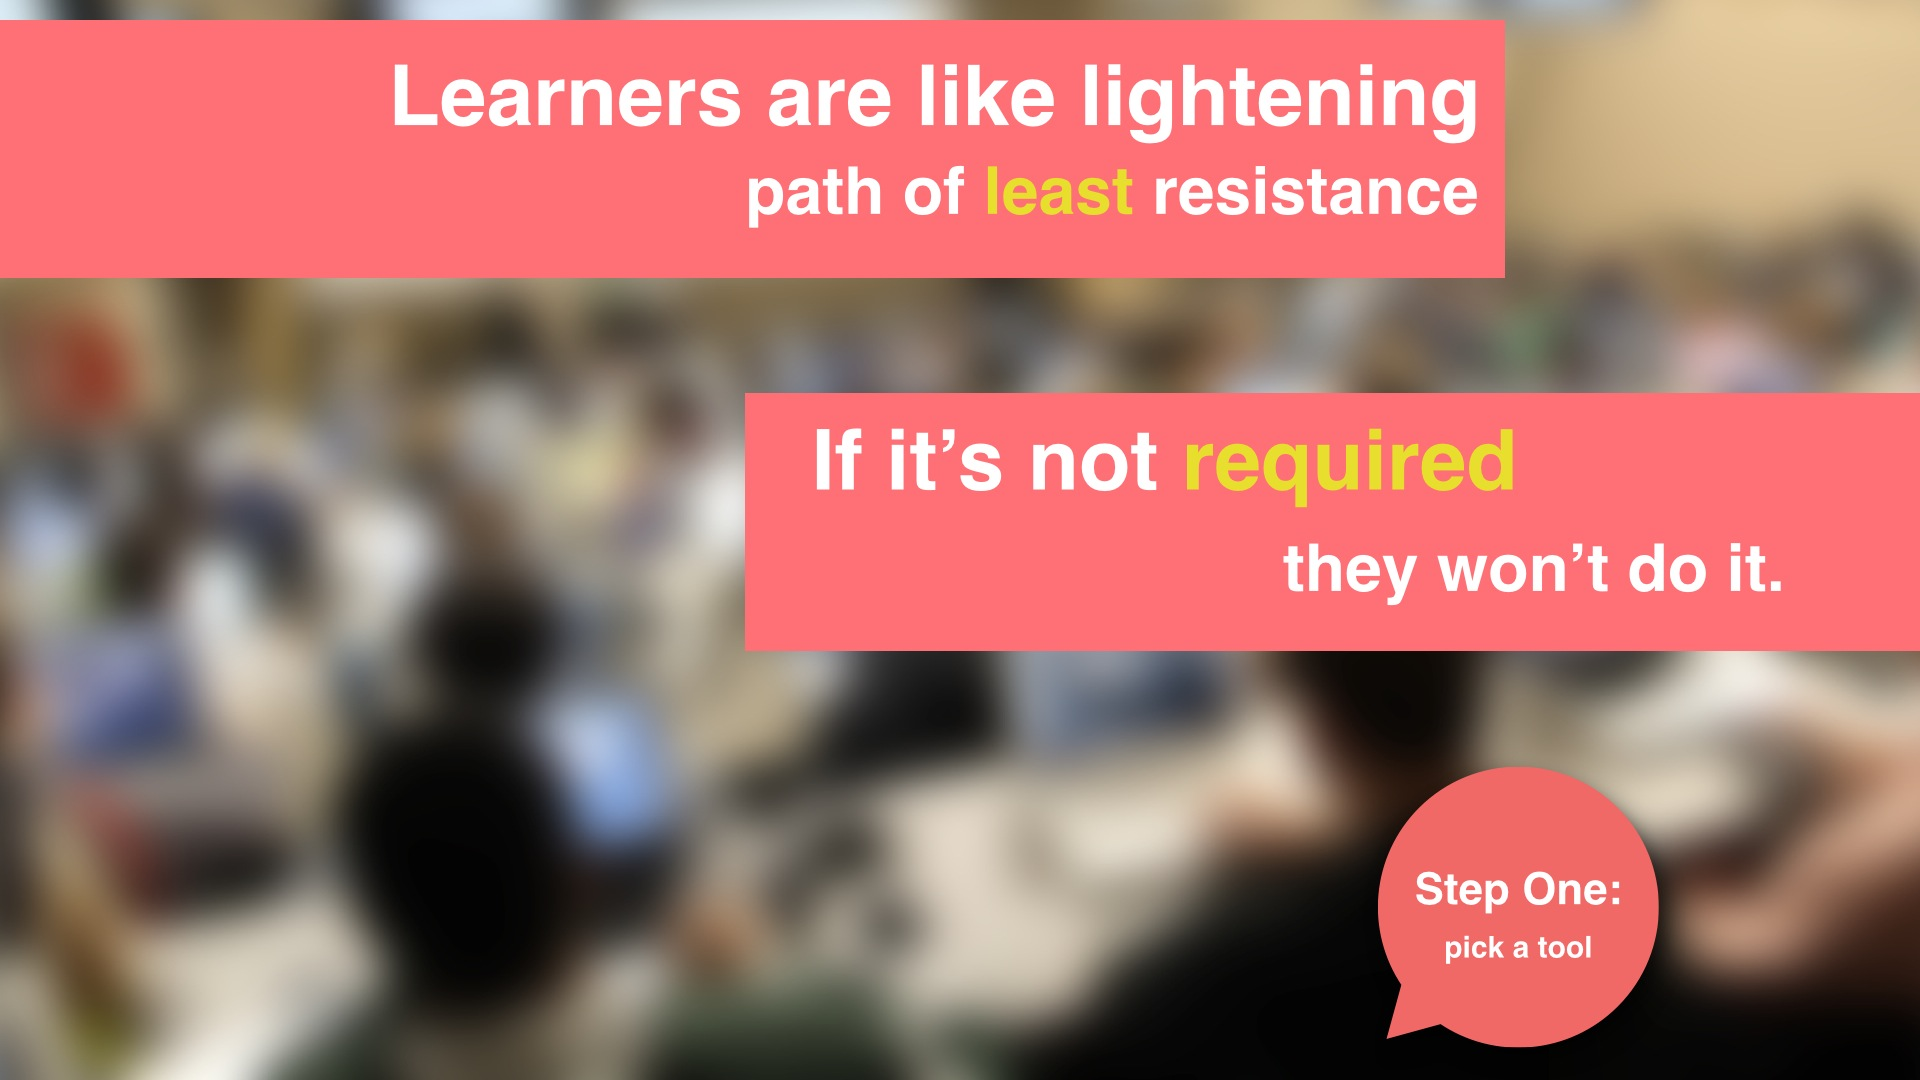 Learners are like lightening
path of least resistance
If it’s not required
they won’t do it.
Step One:
pick a tool